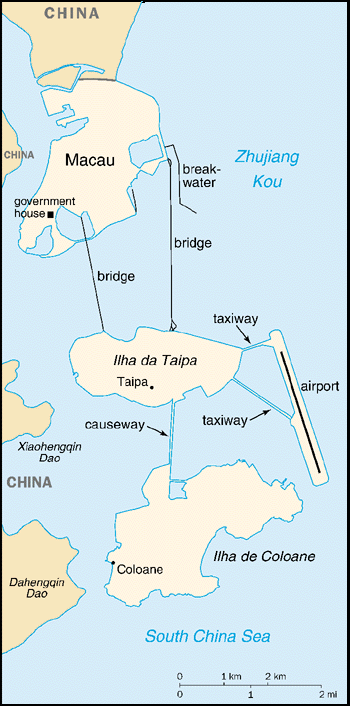 CHINA
CHINA
Macau
Zhujiang
Kou
break-
water
government
house
bridge
bridge
taxiway
Ilha da Taipa
Taipa
airport
causeway
taxiway
Xiaohengqin
Dao
CHINA
Ilha de Coloane
Coloane
Dahengqin
Dao
South China Sea
0 1 km 2 km
0 1 2 mi